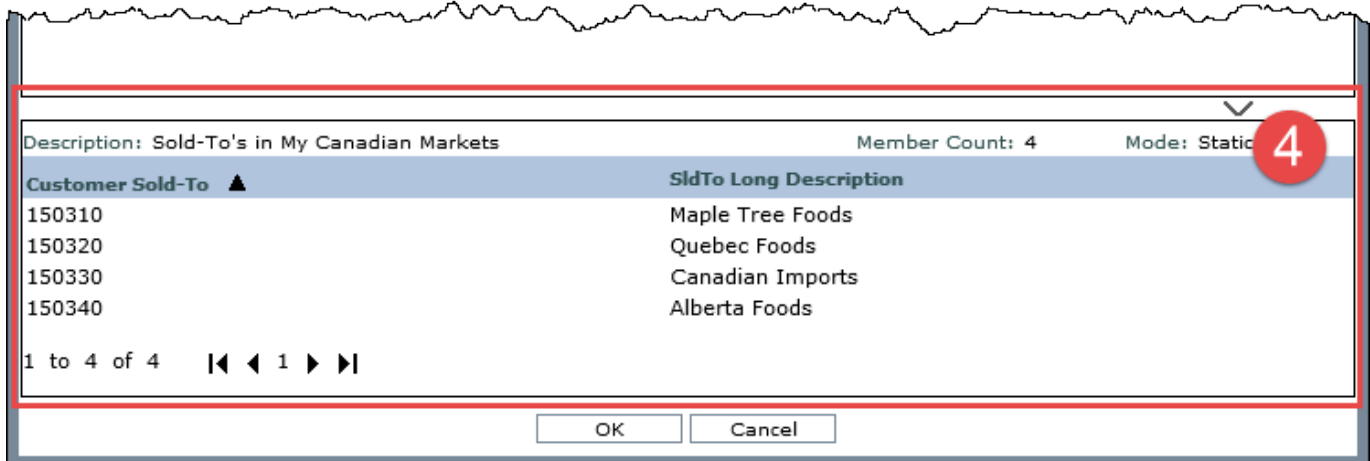 Description: Sold-To's in My Canadian Markets Member Count: 4 Mode: Static 4
Customer Sold-To ▲ SldTo Long Description
150310 Maple Tree Foods
150320 Quebec Foods
150330 Canadian Imports
150340 Alberta Foods
1 to 4 of 4 1
OK Cancel